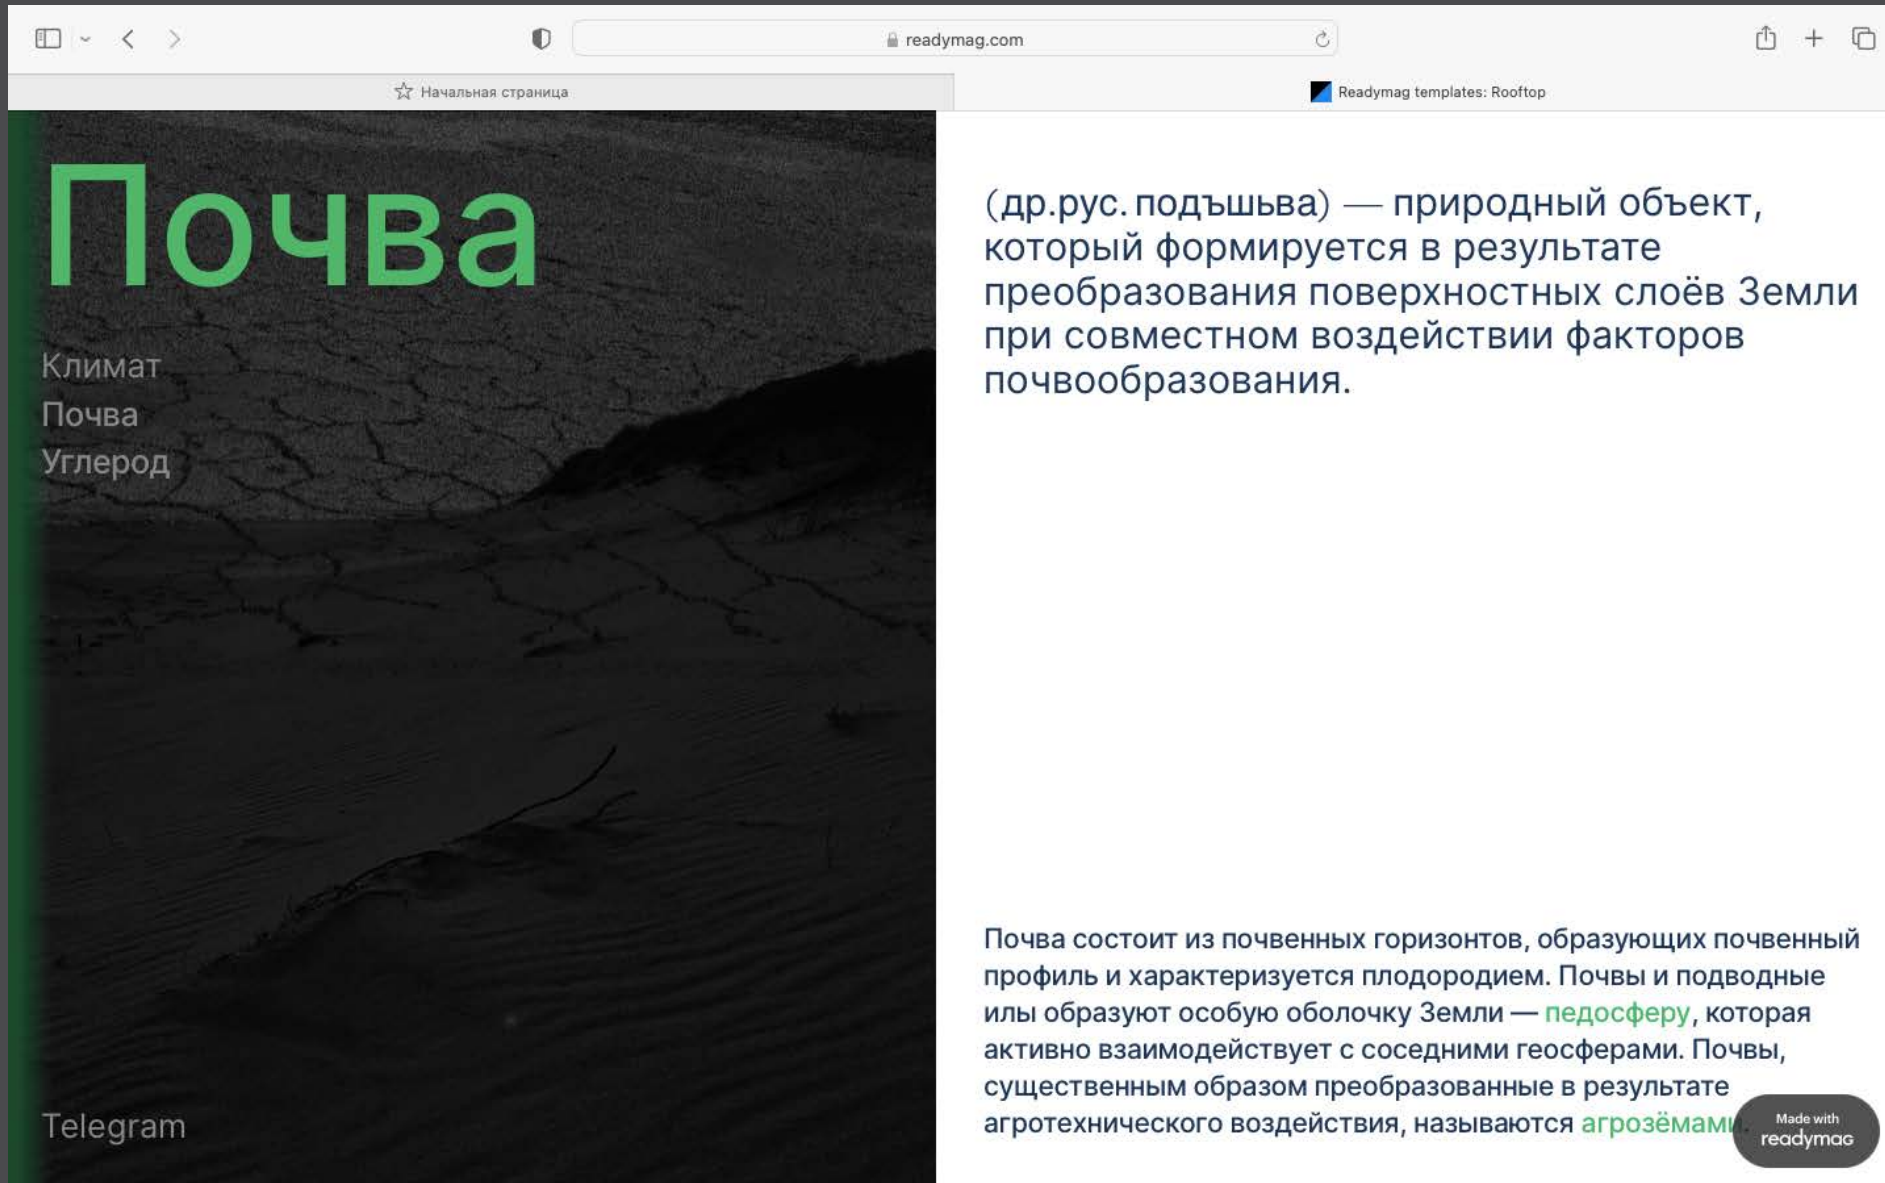 readymag.com
Начальная страница
Readymag templates: Rooftop
Почва
Климат
Почва
Углерод
Telegram
(др.рус. подъшьва) — природный объект,
который формируется в результате
преобразования поверхностных слоёв Земли
при совместном воздействии факторов
почвообразования.
Почва состоит из почвенных горизонтов, образующих почвенный
профиль и характеризуется плодородием. Почвы и подводные
илы образуют особую оболочку Земли — педосферу, которая
активно взаимодействует с соседними геосферами. Почвы,
существенным образом преобразованные в результате
агротехнического воздействия, называются агрозёмами.
Made with
readymag